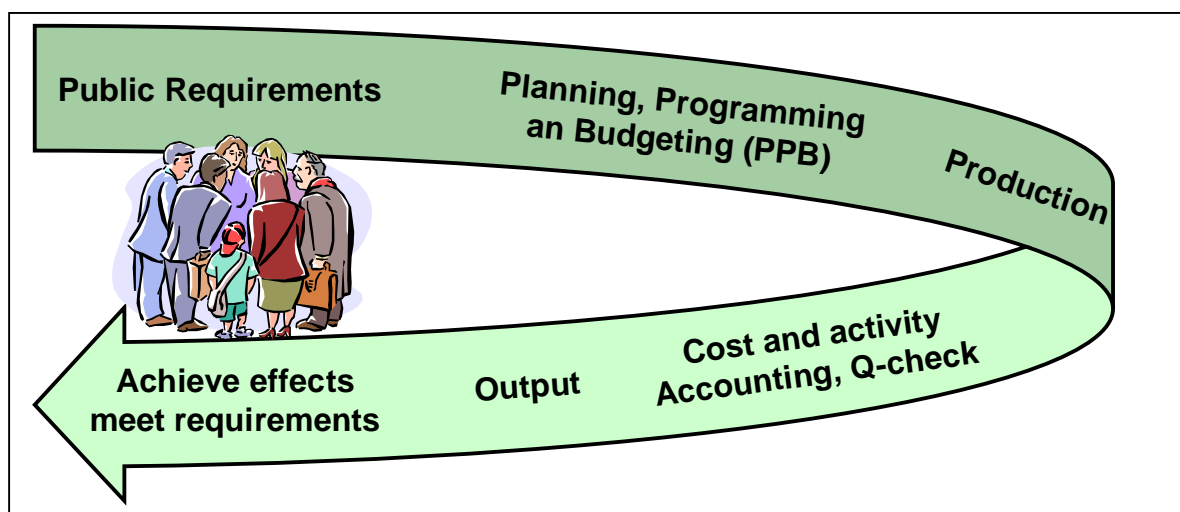 Public Requirements
Planning, Programming
an Budgeting (PPB)
Production
Cost and activity
Accounting, Q-check
Output
Achieve effects
meet requirements